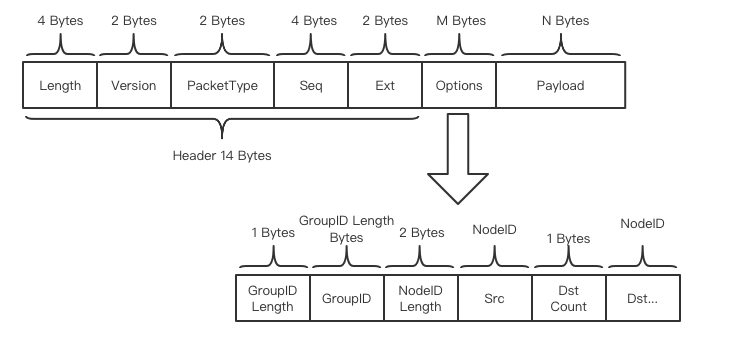 4 Bytes 2 Bytes 2 Bytes 4 Bytes 2 Bytes M Bytes N Bytes
Length Version PacketType Seq Ext Options Payload
Header 14 Bytes
1 Bytes
GroupID Length
Bytes
2 Bytes
NodeID
1 Bytes
NodeID
GroupID
Length
GroupID
NodeID
Length
Src
Dst
Count
Dst...